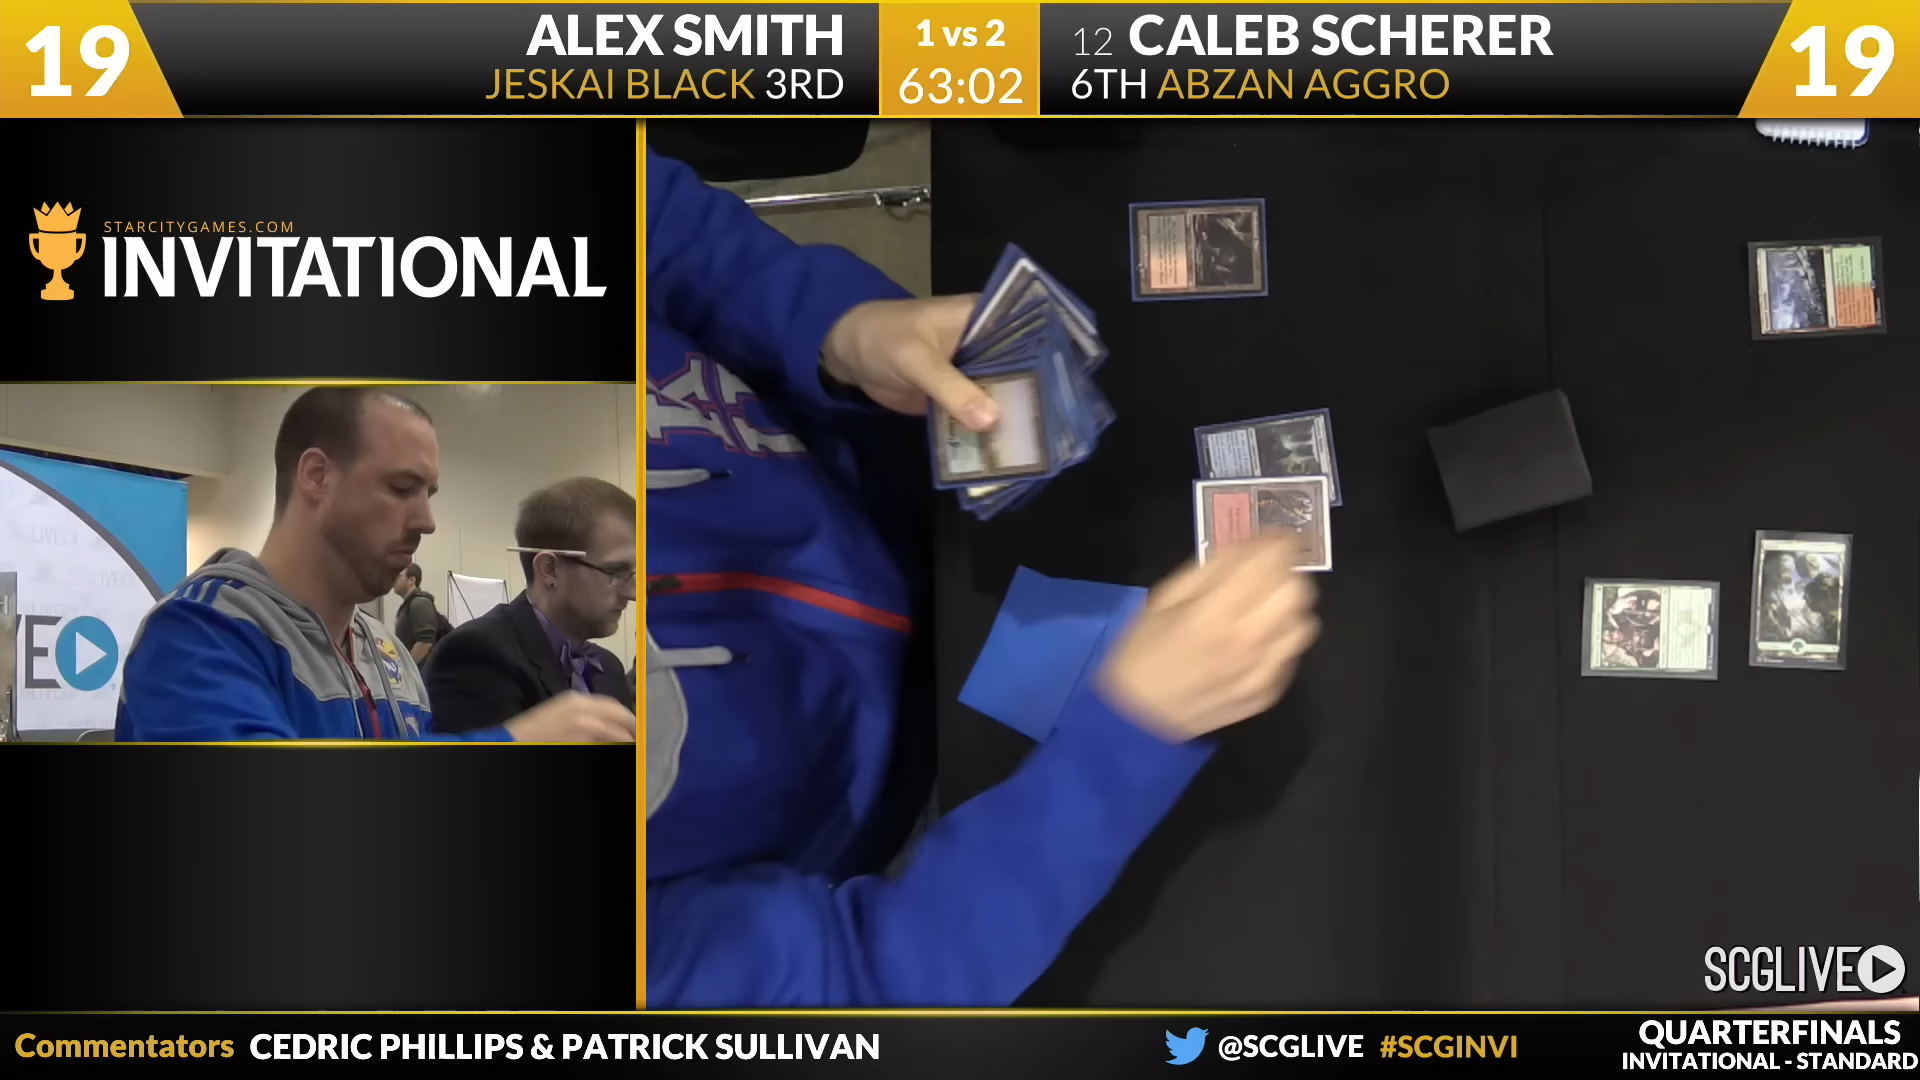 19
ALEX SMITH
JESKAI BLACK 3RD
1 vs 2
63:02
12 CALEB SCHERER
6TH ABZAN AGGRO
19
STARCITYGAMES.COM
INVITATIONAL
LIVE
SCGLIVE
Commentators CEDRIC PHILLIPS & PATRICK SULLIVAN
@SCGLIVE #SCGINVI
QUARTERFINALS
INVITATIONAL - STANDARD